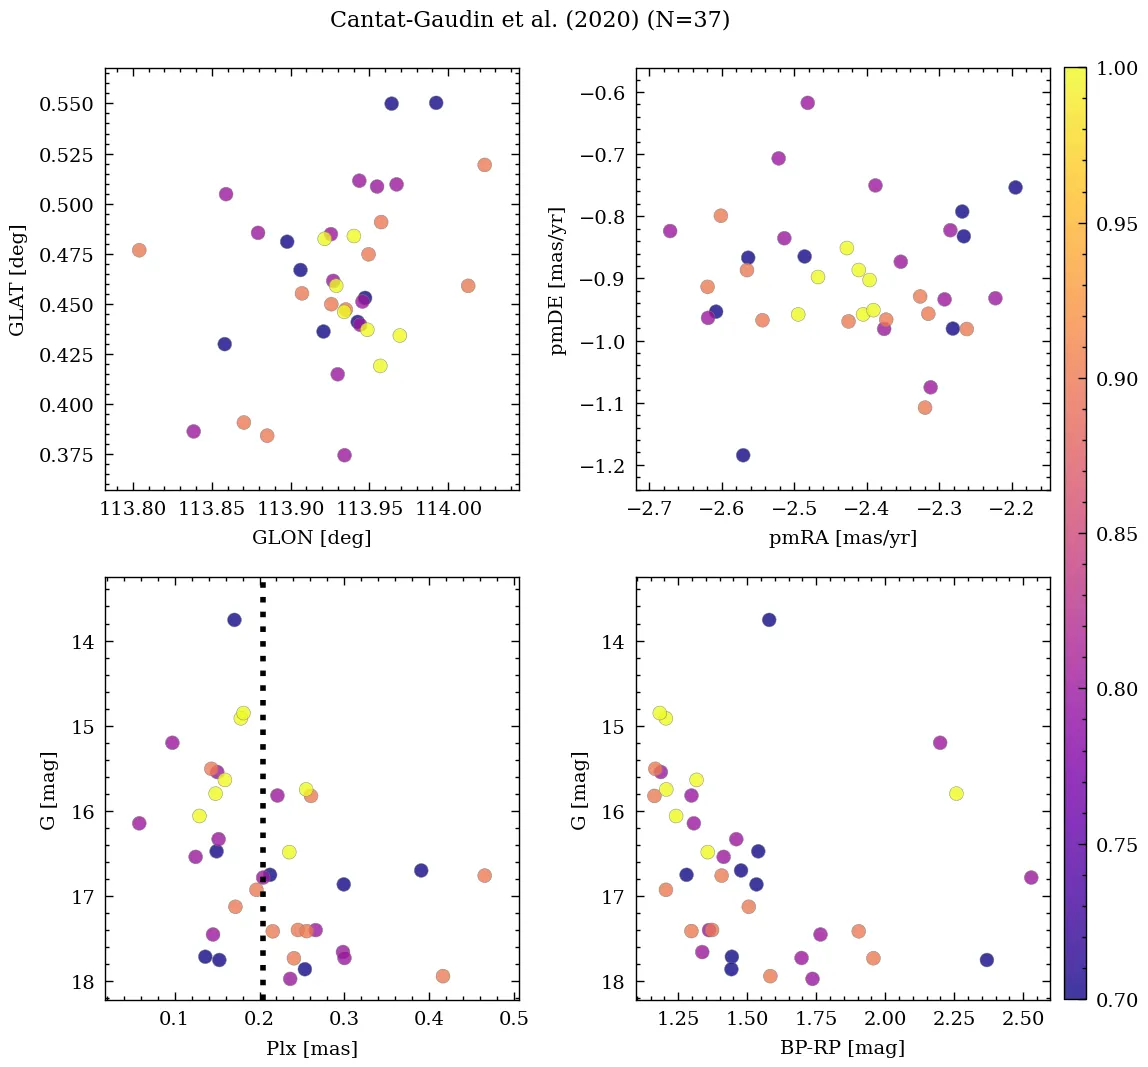 Cantat-Gaudin et al. (2020) (N=37)
0.550
0.525
0.500
0.475
0.450
0.425
0.400
0.375
GLAT [deg]
113.80 113.85 113.90 113.95 114.00
GLON [deg]
−0.6
−0.7
−0.8
−0.9
−1.0
−1.1
−1.2
pmDE [mas/yr]
−2.7 −2.6 −2.5 −2.4 −2.3 −2.2
pmRA [mas/yr]
14
15
16
17
18
G [mag]
0.1 0.2 0.3 0.4 0.5
Plx [mas]
14
15
16
17
18
G [mag]
1.25 1.50 1.75 2.00 2.25 2.50
BP-RP [mag]
1.00
0.95
0.90
0.85
0.80
0.75
0.70